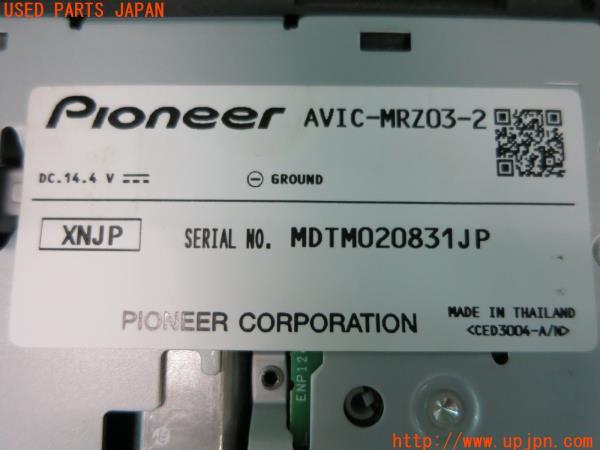 USED PARTS JAPAN
Pioneer AVIC-MRZ03-2
DC.14.4 V
GROUND
XNJP SERIAL NO. MDTM020831JP
PIONEER CORPORATION
MADE IN THAILAND
<CED3004-A/N>
ENP124
http://www.upjpn.com